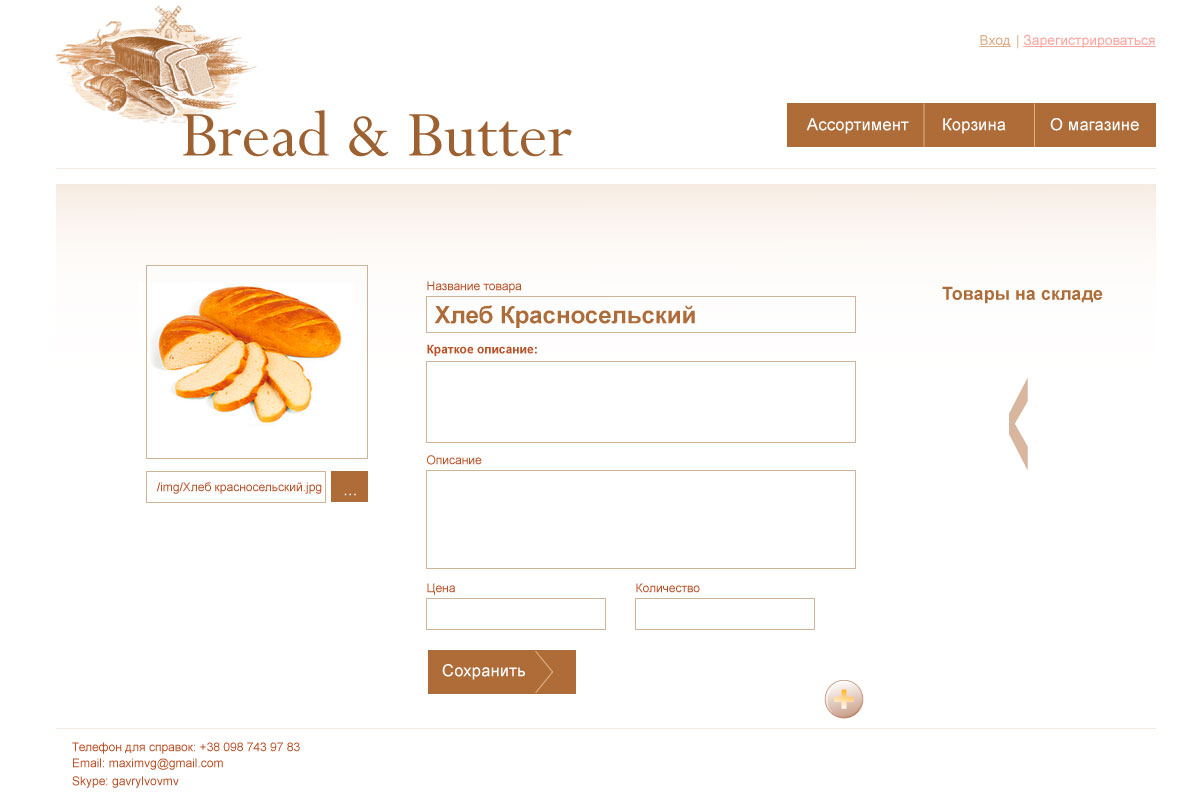 Вход | Зарегистрироваться
Bread & Butter
Ассортимент Корзина О магазине
Название товара
Хлеб Красносельский
Товары на складе
Краткое описание:
/img/Хлеб красносельский.jpg ...
Описание
Цена Количество
Сохранить
Телефон для справок: +38 098 743 97 83
Email: maximvg@gmail.com
Skype: gavrylvovmv